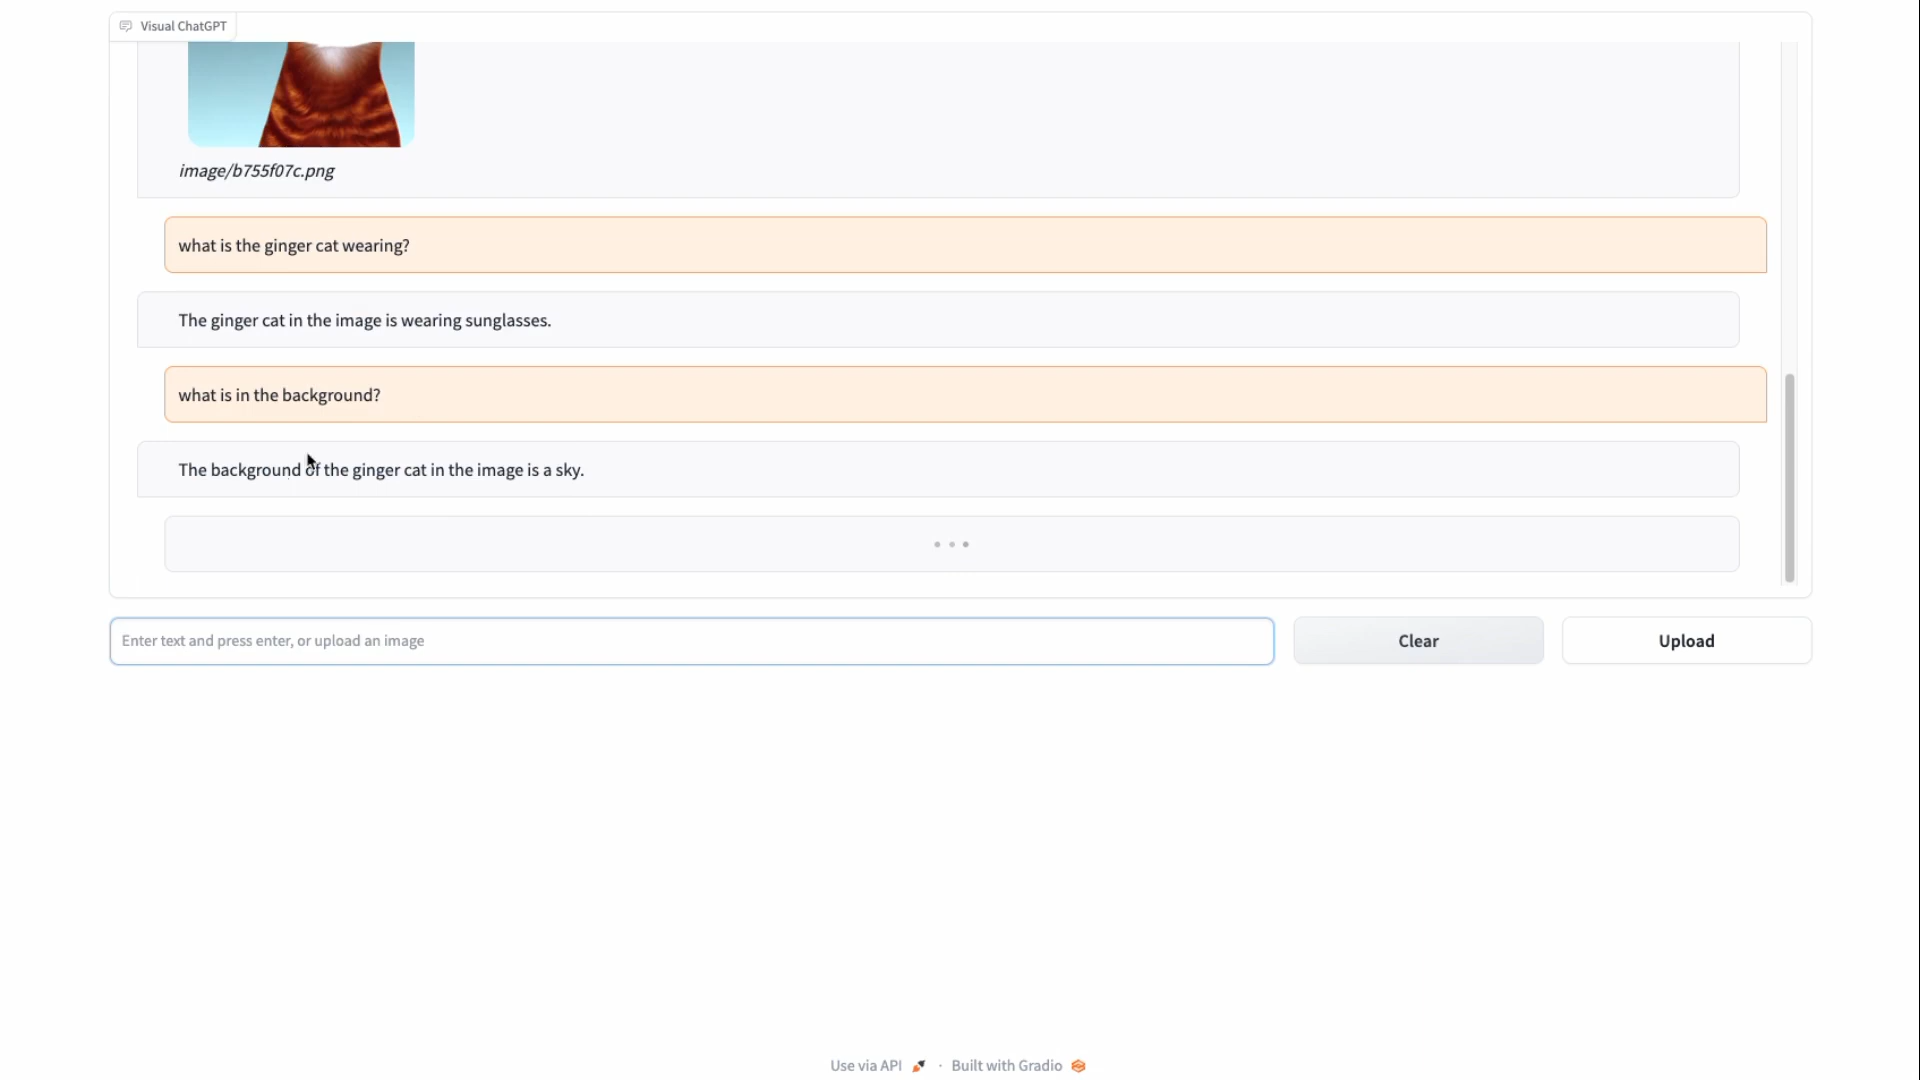 Visual ChatGPT
image/b755f07c.png
what is the ginger cat wearing?
The ginger cat in the image is wearing sunglasses.
what is in the background?
The background of the ginger cat in the image is a sky.
Enter text and press enter, or upload an image
Clear
Upload
Use via API · Built with Gradio